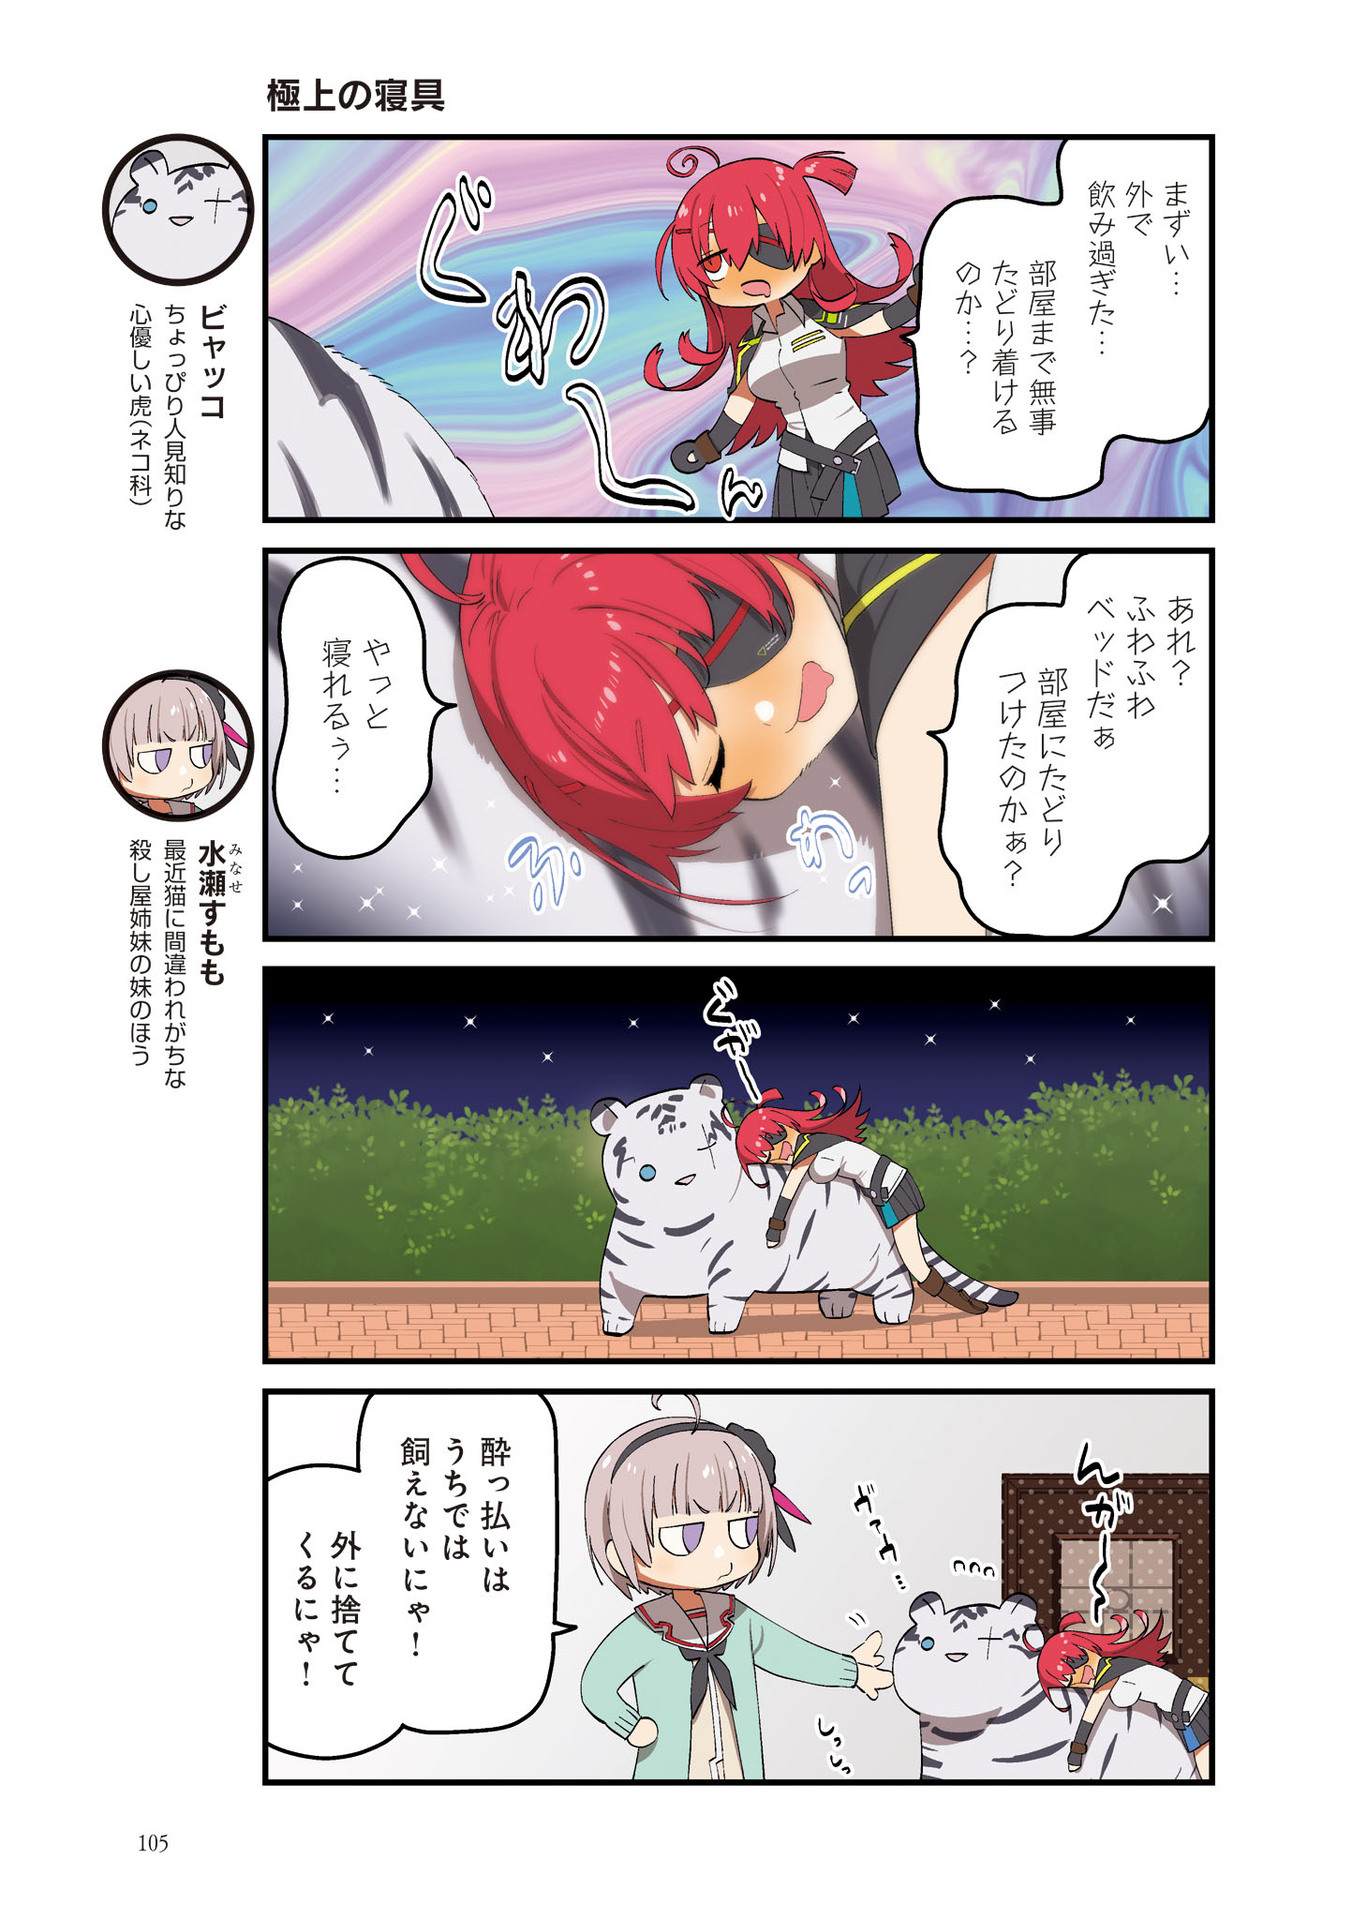 極上の寝具
まずい…
外で
飲み過ぎた…
部屋まで無事
たどり着ける
のか…？
ぐわん
あれ？
ふわふわ
ベッドだぁ
部屋にたどり
つけたのかぁ？
やっと
寝れるぅ…
ふわ
ぐがー
酔っ払いは
うちでは
飼えないにゃ！
外に捨てて
くるにゃ！
んがー
しっしっ
ビャッコ
ちょっぴり人見知りな
心優しい虎（ネコ科）
みなせ
水瀬すもも
最近猫に間違われがちな
殺し屋姉妹の妹のほう
105